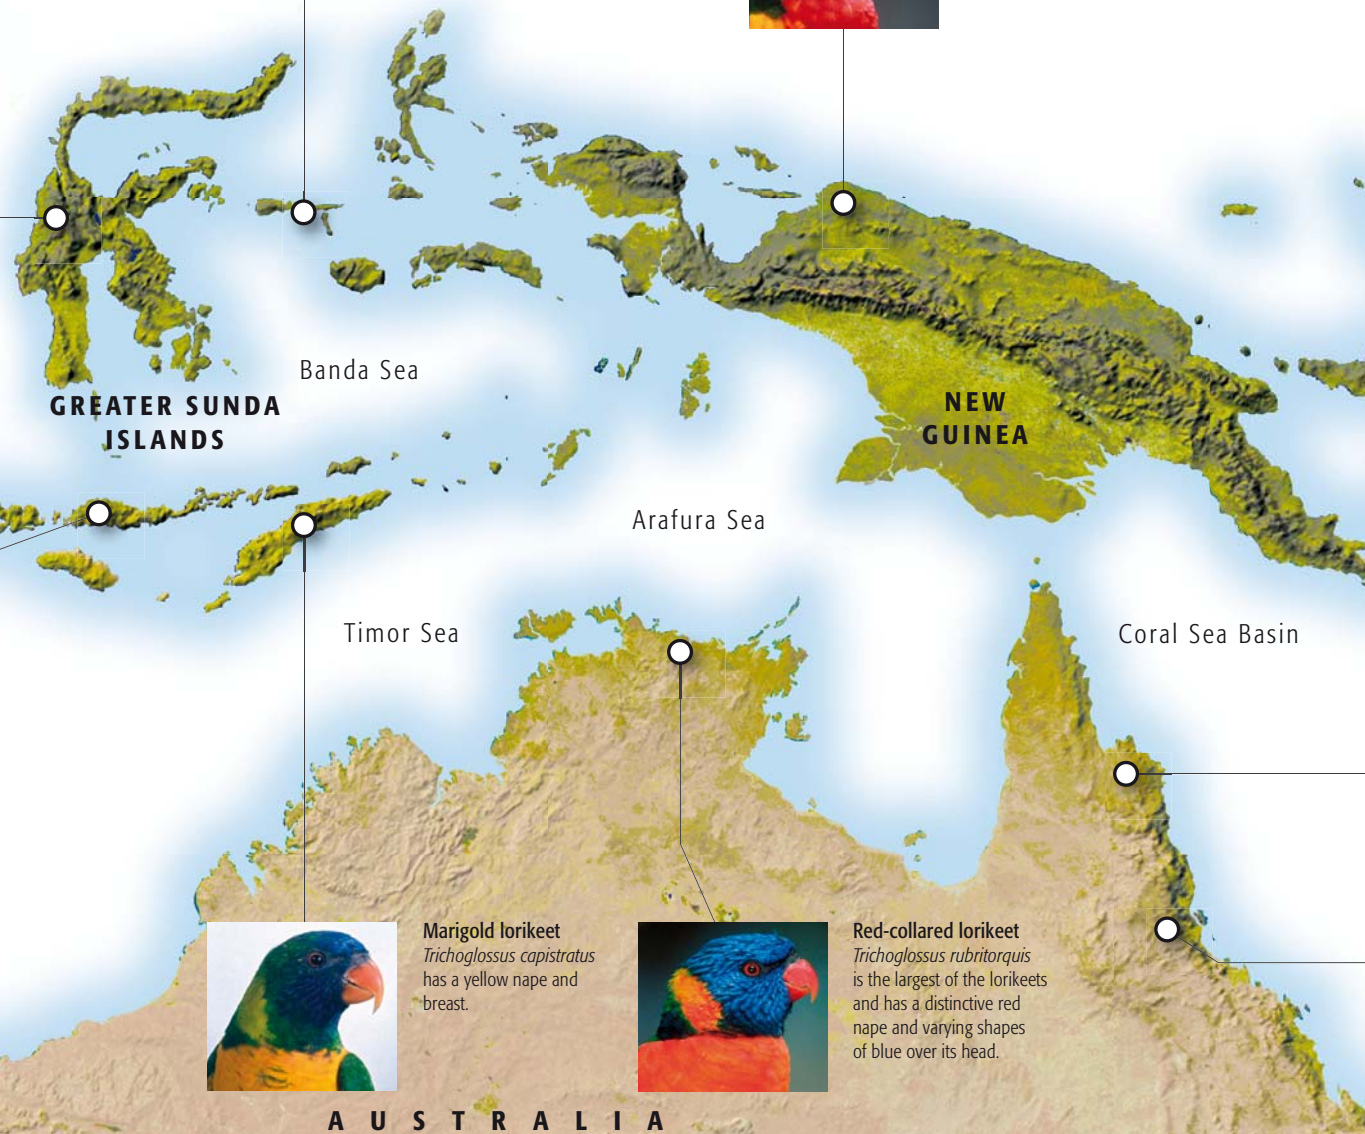 Banda Sea
GREATER SUNDA
ISLANDS
NEW
GUINEA
Arafura Sea
Timor Sea
Coral Sea Basin
Marigold lorikeet
Trichoglossus capistratus
has a yellow nape and
breast.
Red-collared lorikeet
Trichoglossus rubritorquis
is the largest of the lorikeets
and has a distinctive red
nape and varying shapes
of blue over its head.
AUSTRALIA